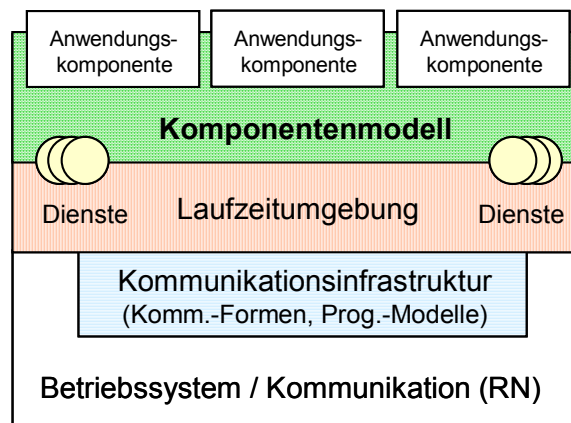 Anwendungs-
komponente
Anwendungs-
komponente
Anwendungs-
komponente
Komponentenmodell
Dienste
Laufzeitumgebung
Dienste
Kommunikationsinfrastruktur
(Komm.-Formen, Prog.-Modelle)
Betriebssystem / Kommunikation (RN)